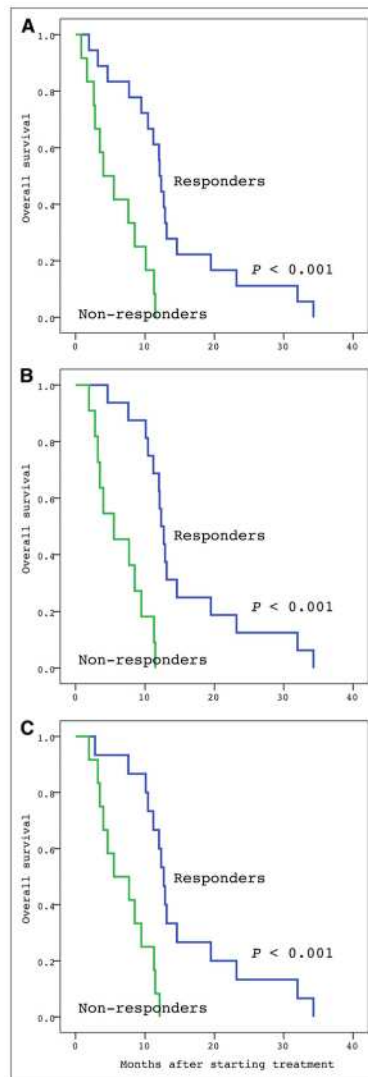 A
1.0
0.8
0.6
0.4
0.2
0.0
Overall survival
Responders
P < 0.001
Non-responders
0 10 20 30 40
B
1.0
0.8
0.6
0.4
0.2
0.0
Overall survival
Responders
P < 0.001
Non-responders
0 10 20 30 40
C
1.0
0.8
0.6
0.4
0.2
0.0
Overall survival
Responders
P < 0.001
Non-responders
0 10 20 30 40
Months after starting treatment